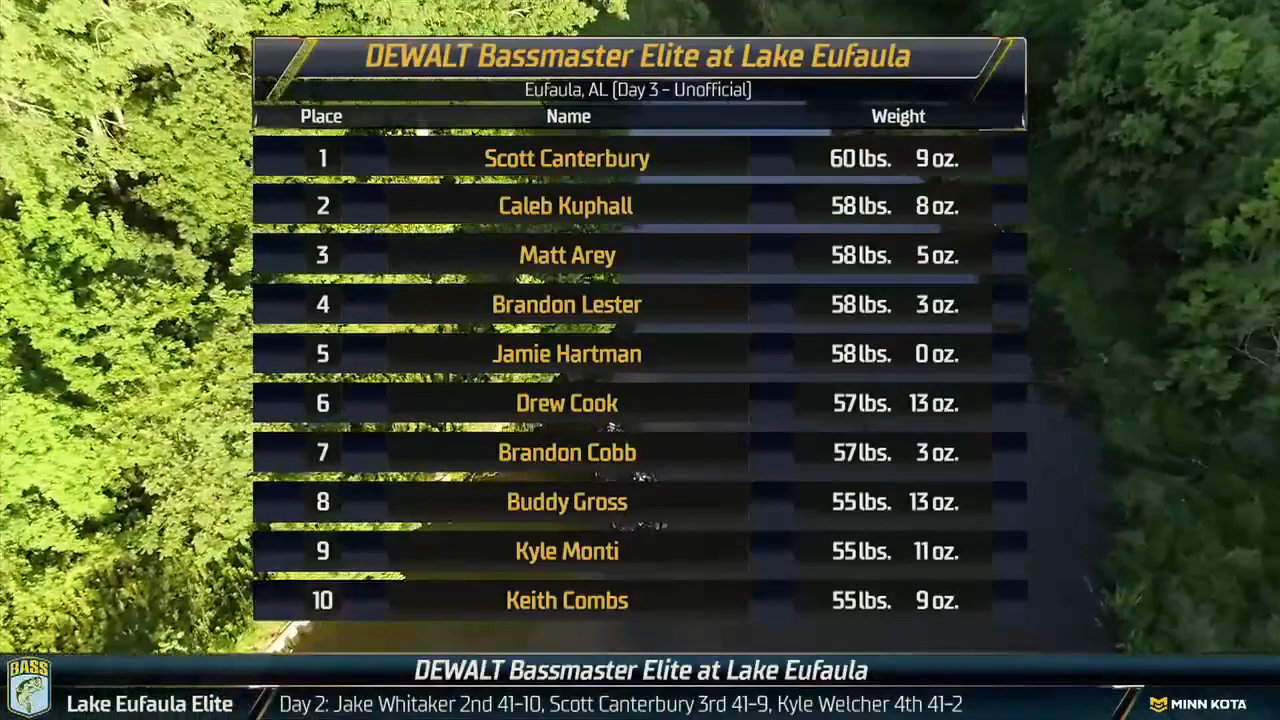 DEWALT Bassmaster Elite at Lake Eufaula
Eufaula, AL (Day 3 - Unofficial)
Place Name Weight
1 Scott Canterbury 60 lbs. 9 oz.
2 Caleb Kuphall 58 lbs. 8 oz.
3 Matt Arey 58 lbs. 5 oz.
4 Brandon Lester 58 lbs. 3 oz.
5 Jamie Hartman 58 lbs. 0 oz.
6 Drew Cook 57 lbs. 13 oz.
7 Brandon Cobb 57 lbs. 3 oz.
8 Buddy Gross 55 lbs. 13 oz.
9 Kyle Monti 55 lbs. 11 oz.
10 Keith Combs 55 lbs. 9 oz.
DEWALT Bassmaster Elite at Lake Eufaula
BASS
Lake Eufaula Elite Day 2: Jake Whitaker 2nd 41-10, Scott Canterbury 3rd 41-9, Kyle Welcher 4th 41-2 MINN KOTA